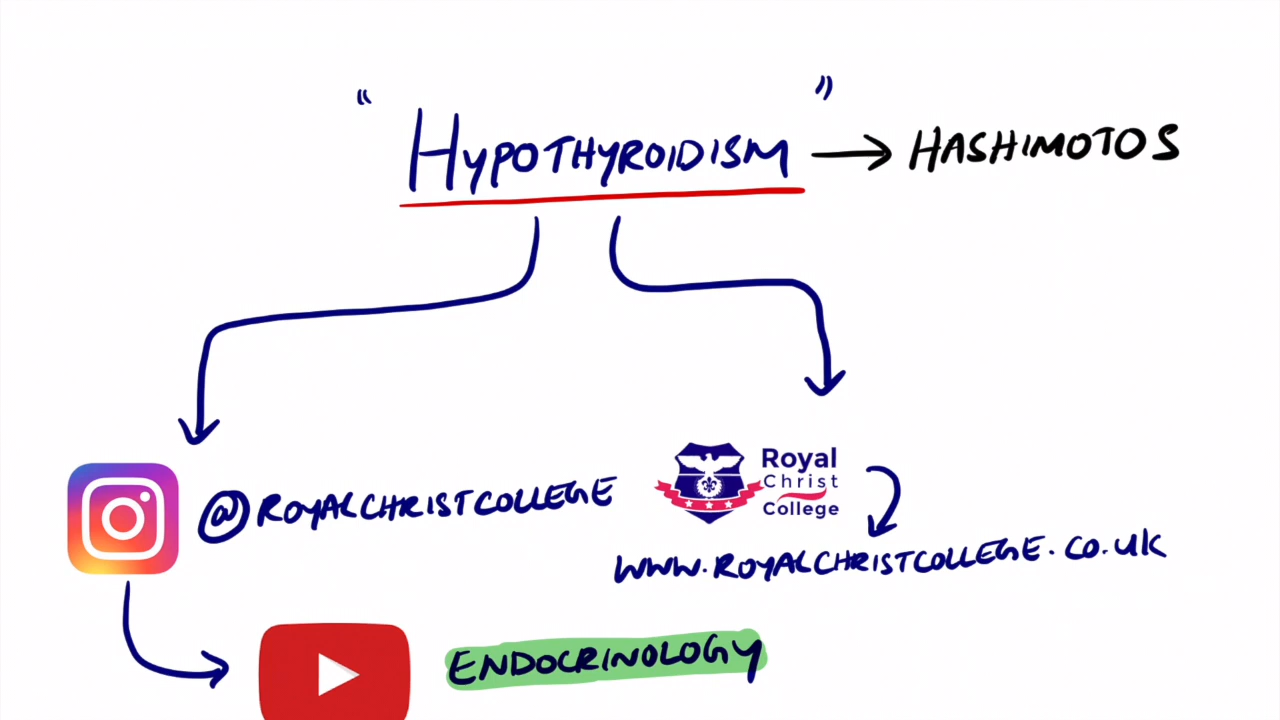 "HYPOTHYROIDISM" → HASHIMOTOS
@ROYALCHRISTCOLLEGE
Royal
Christ
College
WWW.ROYALCHRISTCOLLEGE.CO.UK
ENDOCRINOLOGY